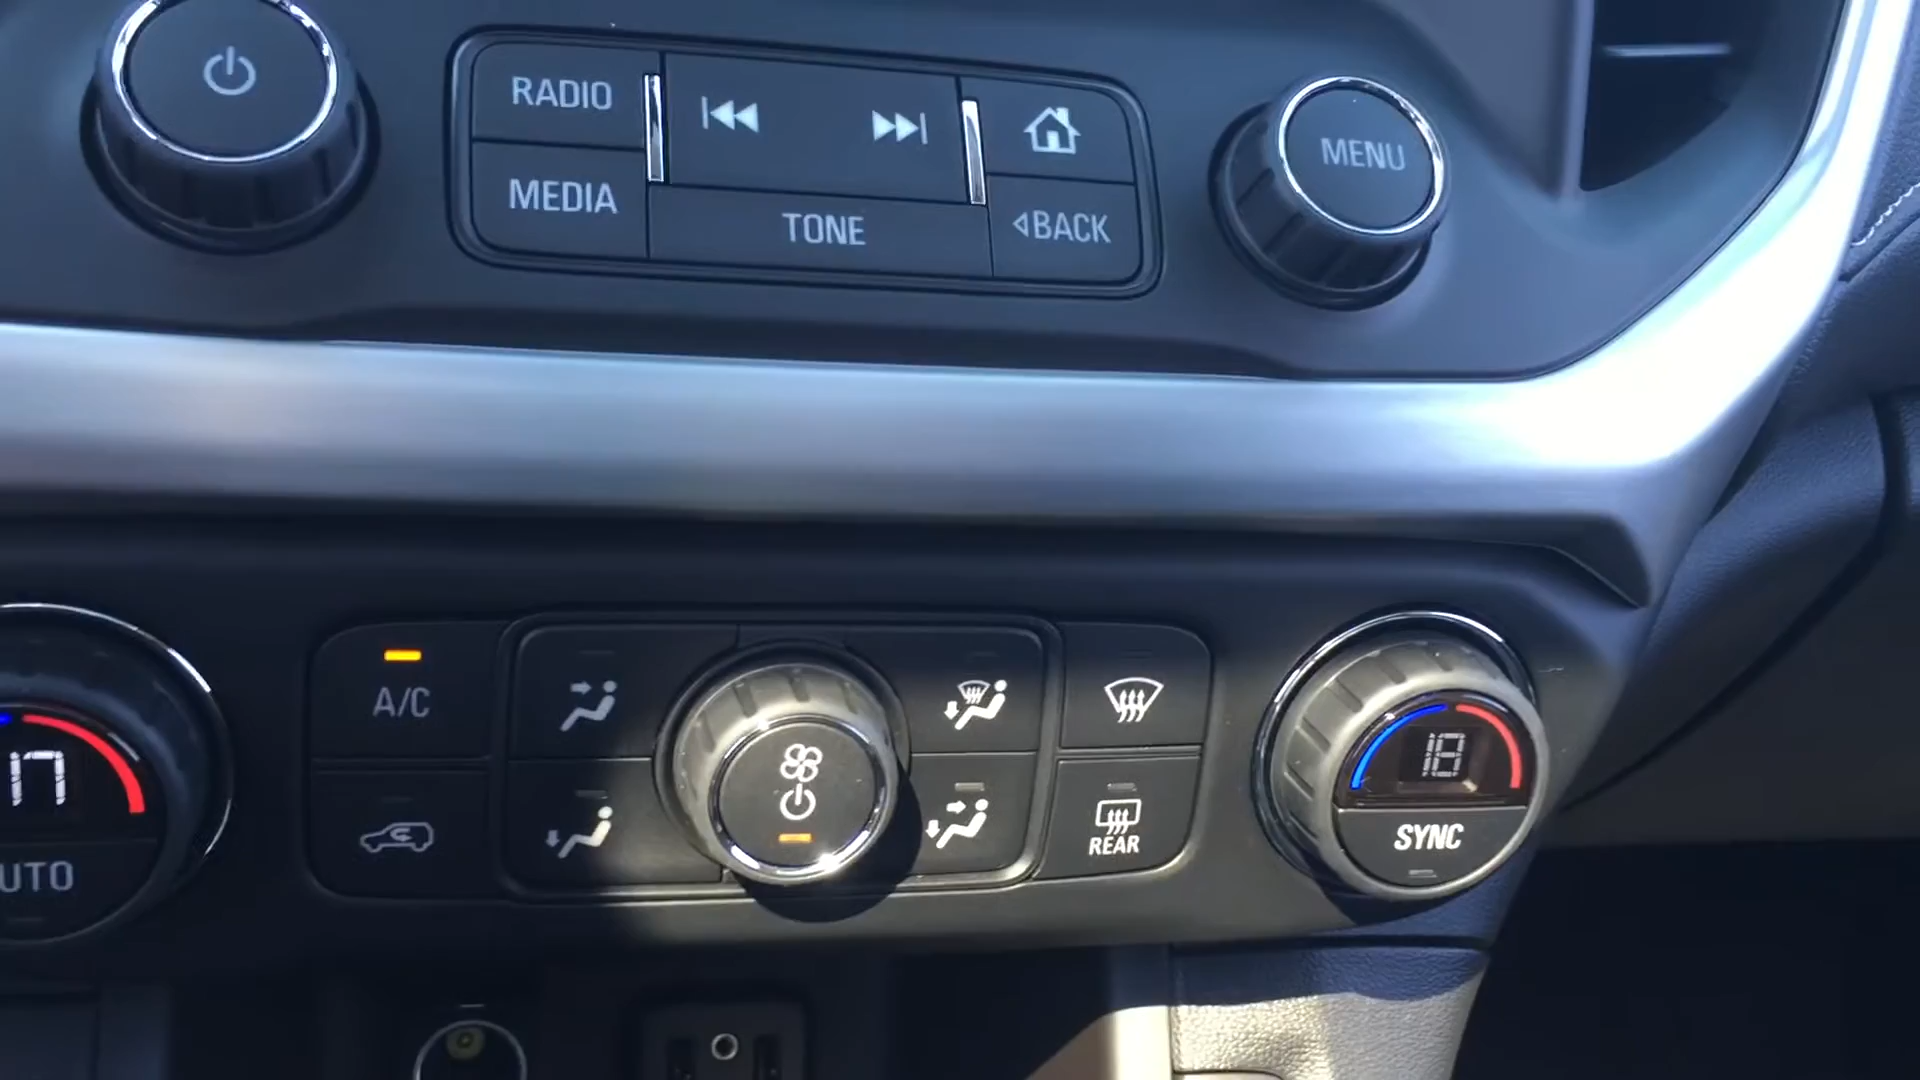 RADIO
MEDIA
TONE
BACK
MENU
A/C
17
UTO
REAR
18
SYNC